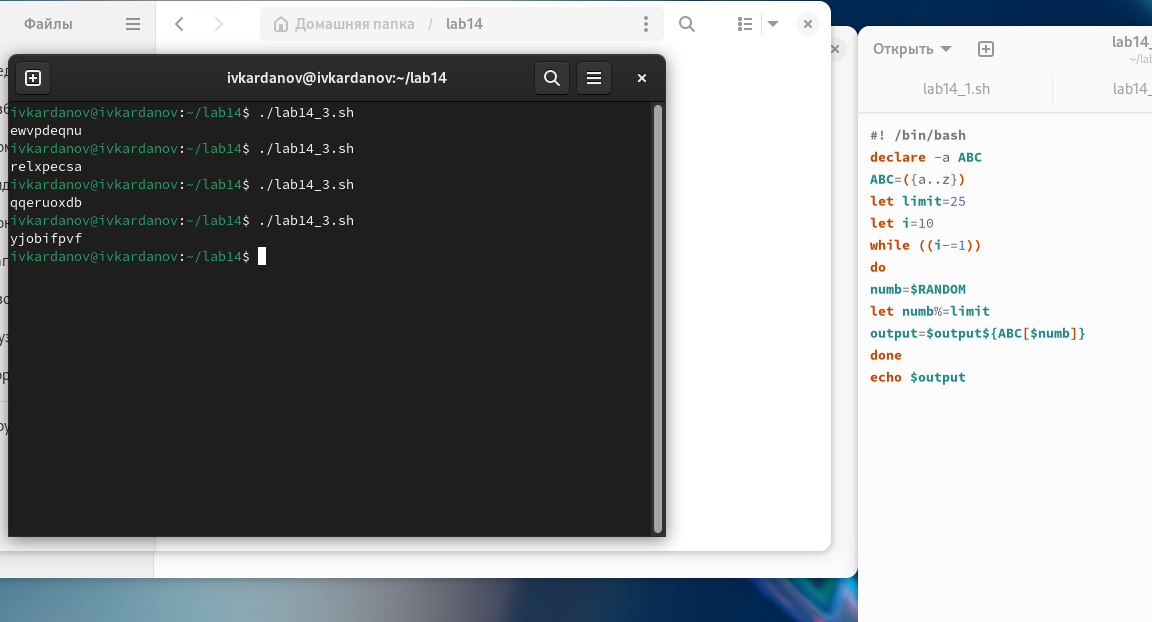 Файлы
Домашняя папка / lab14
ivkardanov@ivkardanov:~/lab14
ivkardanov@ivkardanov:~/lab14$ ./lab14_3.sh
ewvpdeqnu
ivkardanov@ivkardanov:~/lab14$ ./lab14_3.sh
relxpecsa
ivkardanov@ivkardanov:~/lab14$ ./lab14_3.sh
qqeruoxdb
ivkardanov@ivkardanov:~/lab14$ ./lab14_3.sh
yjobifpvf
ivkardanov@ivkardanov:~/lab14$
Открыть
lab14_
~/lab
lab14_1.sh
lab14_
#! /bin/bash
declare -a ABC
ABC=({a..z})
let limit=25
let i=10
while ((i-=1))
do
numb=$RANDOM
let numb%=limit
output=$output${ABC[$numb]}
done
echo $output